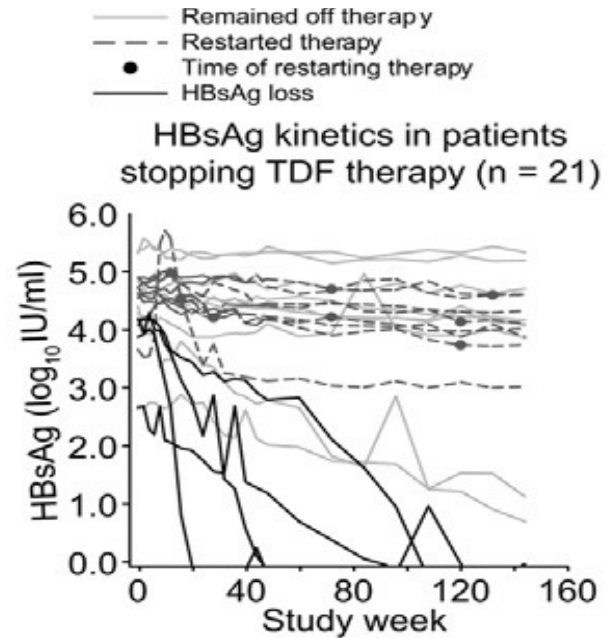 Remained off therapy
Restarted therapy
Time of restarting therapy
HBsAg loss
HBsAg kinetics in patients
stopping TDF therapy (n = 21)
HBsAg (log10 IU/ml)
6.0
5.0
4.0
3.0
2.0
1.0
0.0
0 40 80 120 160
Study week